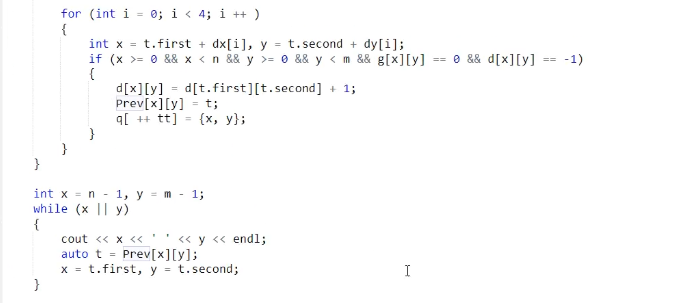 for (int i = 0; i < 4; i ++ )
{
int x = t.first + dx[i], y = t.second + dy[i];
if (x >= 0 && x < n && y >= 0 && y < m && g[x][y] == 0 && d[x][y] == -1)
{
d[x][y] = d[t.first][t.second] + 1;
Prev[x][y] = t;
q[ ++ tt] = {x, y};
}
}
}
int x = n - 1, y = m - 1;
while (x || y)
{
cout << x << ' ' << y << endl;
auto t = Prev[x][y];
x = t.first, y = t.second;
}